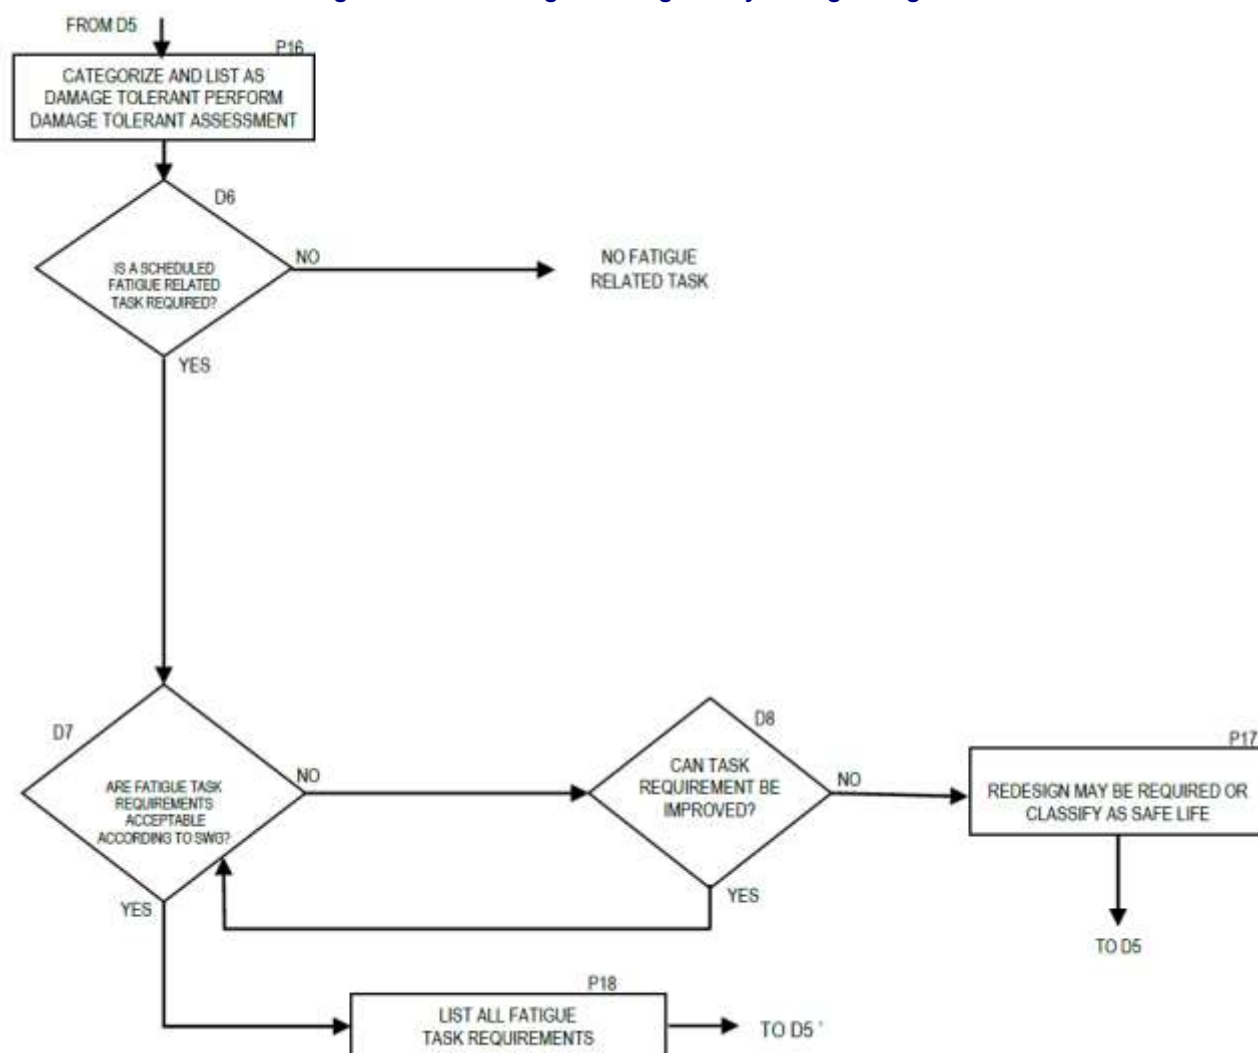 FROM D5
P16
CATEGORIZE AND LIST AS
DAMAGE TOLERANT PERFORM
DAMAGE TOLERANT ASSESSMENT
D6
IS A SCHEDULED
FATIGUE RELATED
TASK REQUIRED?
NO
NO FATIGUE
RELATED TASK
YES
D7
ARE FATIGUE TASK
REQUIREMENTS
ACCEPTABLE
ACCORDING TO SWG?
NO
D8
CAN TASK
REQUIREMENT BE
IMPROVED?
NO
P17
REDESIGN MAY BE REQUIRED OR
CLASSIFY AS SAFE LIFE
YES
YES
TO D5
P18
LIST ALL FATIGUE
TASK REQUIREMENTS
TO D5 '